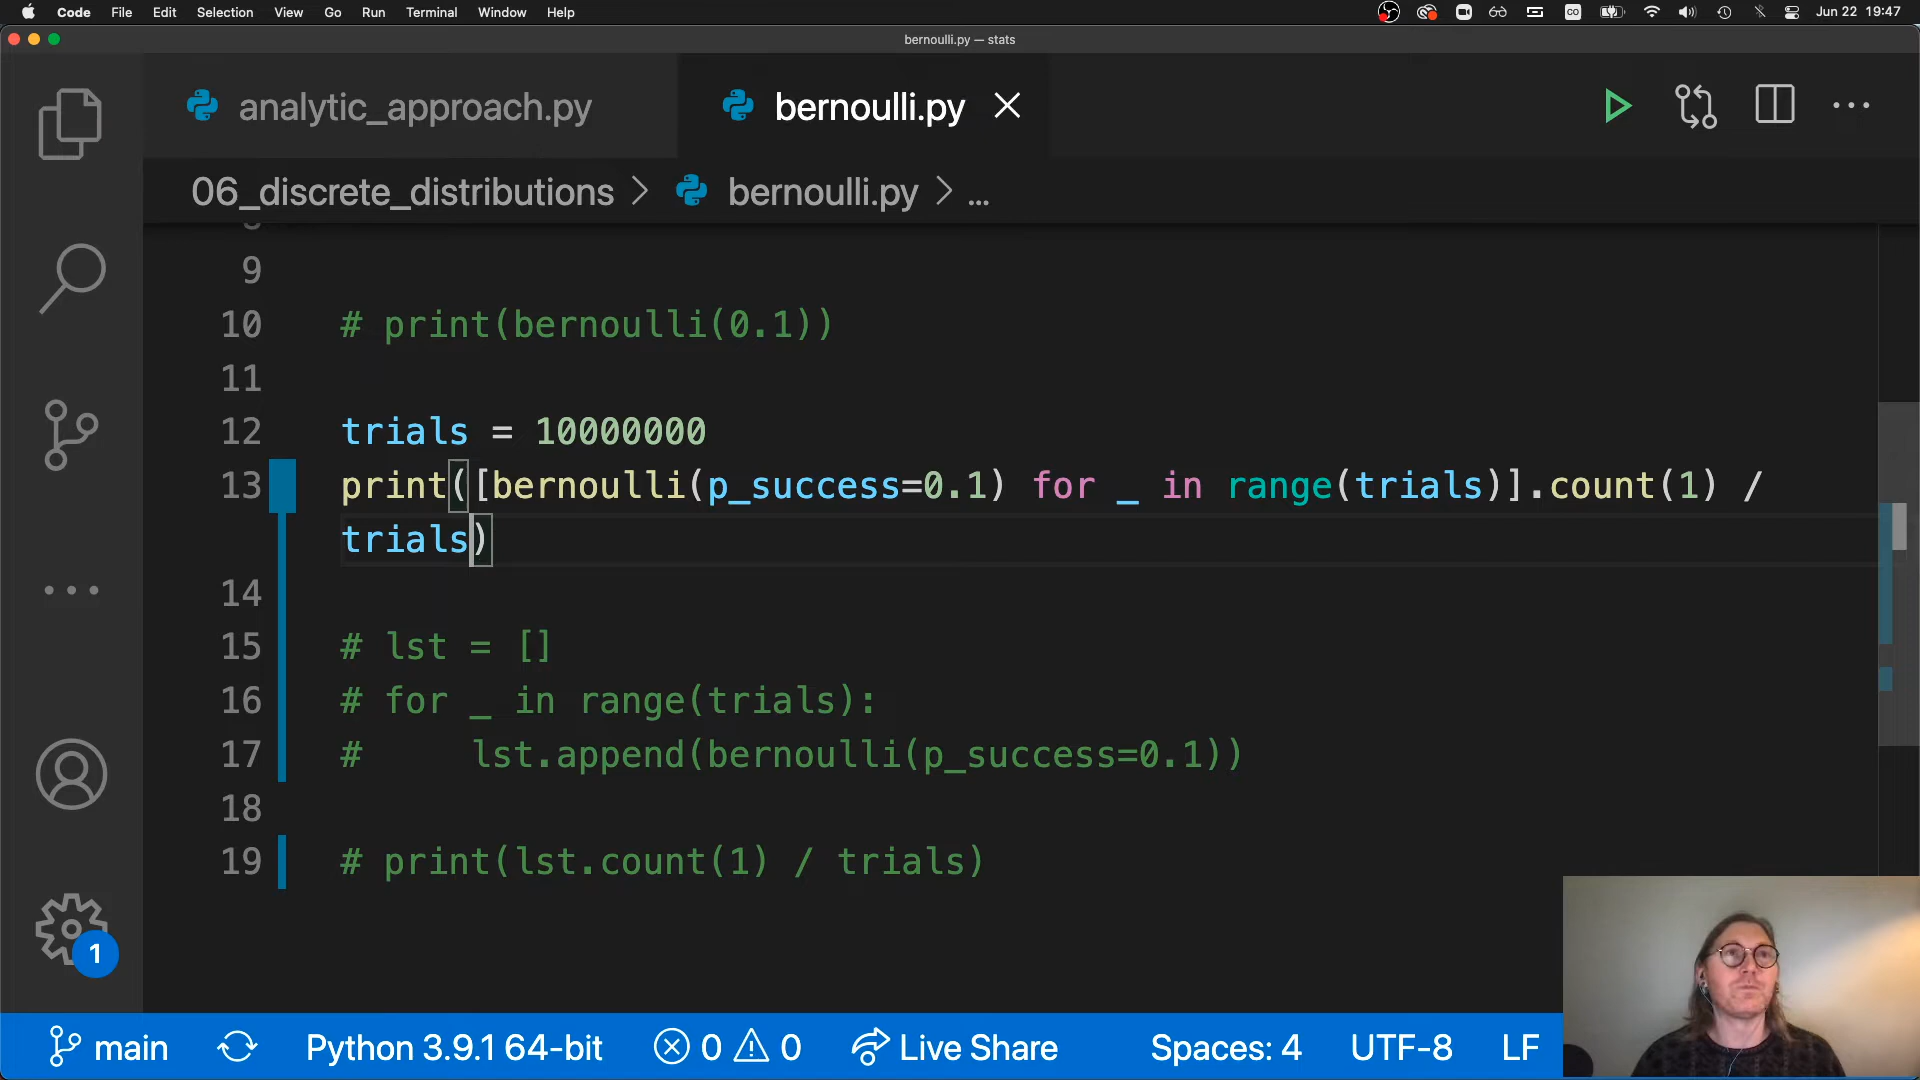 Code File Edit Selection View Go Run Terminal Window Help Jun 22 19:47
bernoulli.py — stats
analytic_approach.py bernoulli.py
06_discrete_distributions > bernoulli.py > ...
9
10 # print(bernoulli(0.1))
11
12 trials = 10000000
13 print([bernoulli(p_success=0.1) for _ in range(trials)].count(1) /
trials)
14
15 # lst = []
16 # for _ in range(trials):
17 #     lst.append(bernoulli(p_success=0.1))
18
19 # print(lst.count(1) / trials)
1
main Python 3.9.1 64-bit 0 0 Live Share Spaces: 4 UTF-8 LF